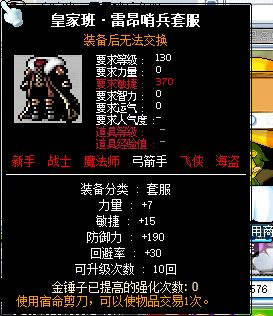 皇家班·雷昂哨兵套服
装备后无法交换
要求等级：130
要求力量：0
要求敏捷：370
要求智力：0
要求运气：0
要求人气度：-
道具等级：-
道具经验值：-
新手 战士 魔法师 弓箭手 飞侠 海盗
装备分类：套服
力量：+7
敏捷：+15
防御力：+190
回避率：+30
可升级次数：10回
金锤子已提高的强化次数：0
使用宿命剪刀，可以使物品交易1次。
用商
576